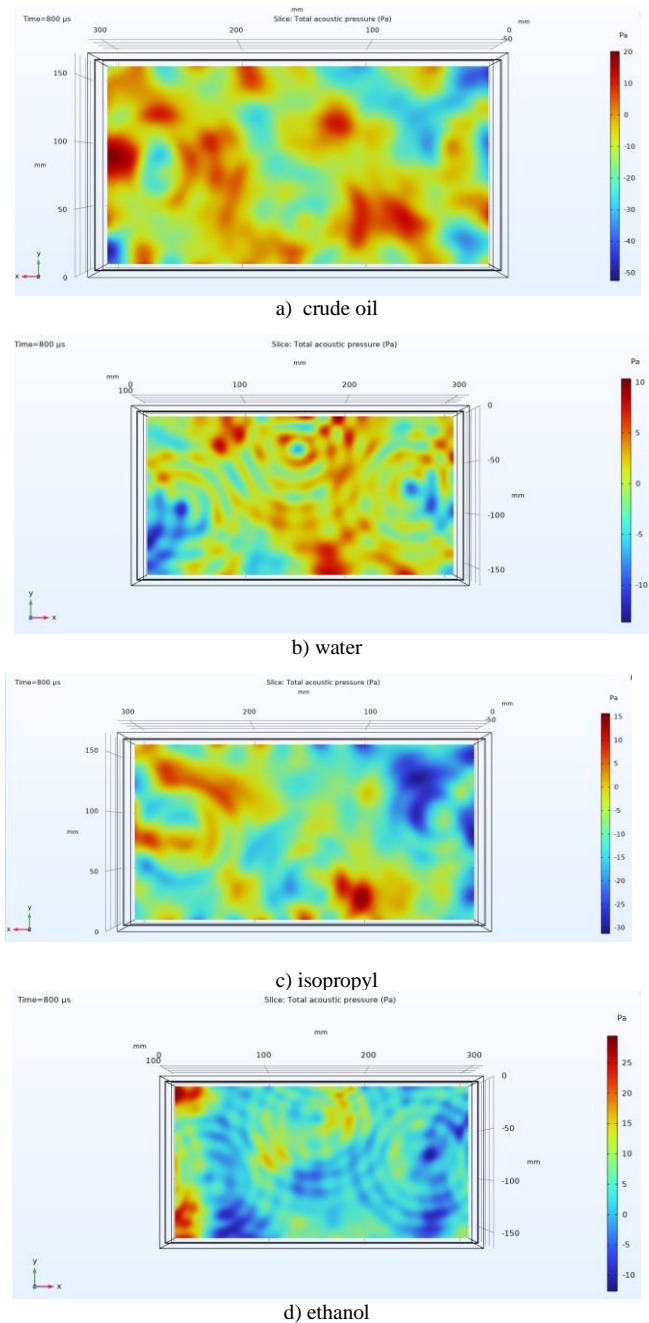 mm
Time=800 µs Slice: Total acoustic pressure (Pa)
300 200 100 0
-50 mm
Pa
150
100
mm
50
0
20
10
0
-10
-20
-30
-40
-50
y
x
a) crude oil
Time=800 µs Slice: Total acoustic pressure (Pa)
mm
mm
0 100 200 300
100
0
-50
mm
-100
-150
Pa
10
5
0
-5
-10
y
x
b) water
Time=800 µs Slice: Total acoustic pressure (Pa)
mm
300 200 100 0
mm
-50
150
100
mm
50
0
Pa
15
10
5
0
-5
-10
-15
-20
-25
-30
y
x
c) isopropyl
Time=800 µs Slice: Total acoustic pressure (Pa)
mm
mm
0 100 200 300
100
0
-50
mm
-100
-150
Pa
25
20
15
10
5
0
-5
-10
y
x
d) ethanol